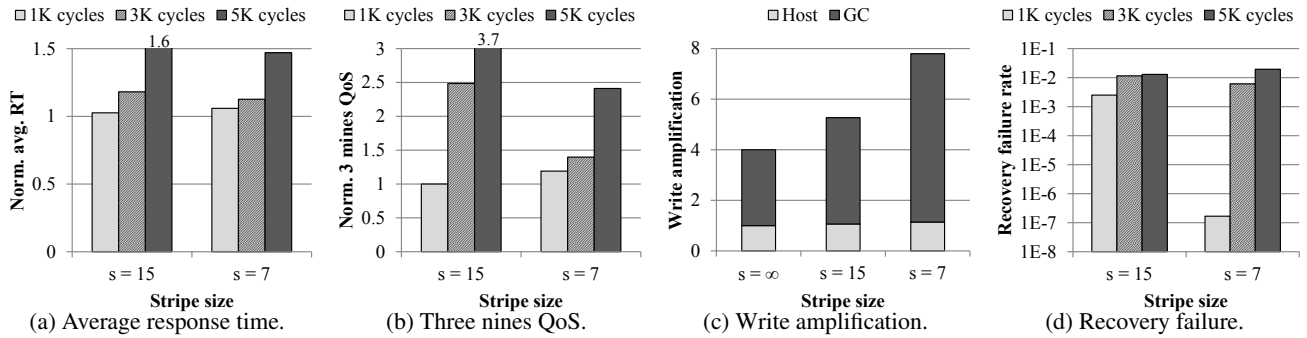 1K cycles 3K cycles 5K cycles
1.6
Norm. avg. RT
1.5
1
0.5
0
s = 15 s = 7
Stripe size
(a) Average response time.
1K cycles 3K cycles 5K cycles
3.7
Norm. 3 mines QoS
3
2.5
2
1.5
1
0.5
0
s = 15 s = 7
Stripe size
(b) Three nines QoS.
Host GC
Write amplification
8
6
4
2
0
s = ∞ s = 15 s = 7
Stripe size
(c) Write amplification.
1K cycles 3K cycles 5K cycles
Recovery failure rate
1E-1
1E-2
1E-3
1E-4
1E-5
1E-6
1E-7
1E-8
s = 15 s = 7
Stripe size
(d) Recovery failure.